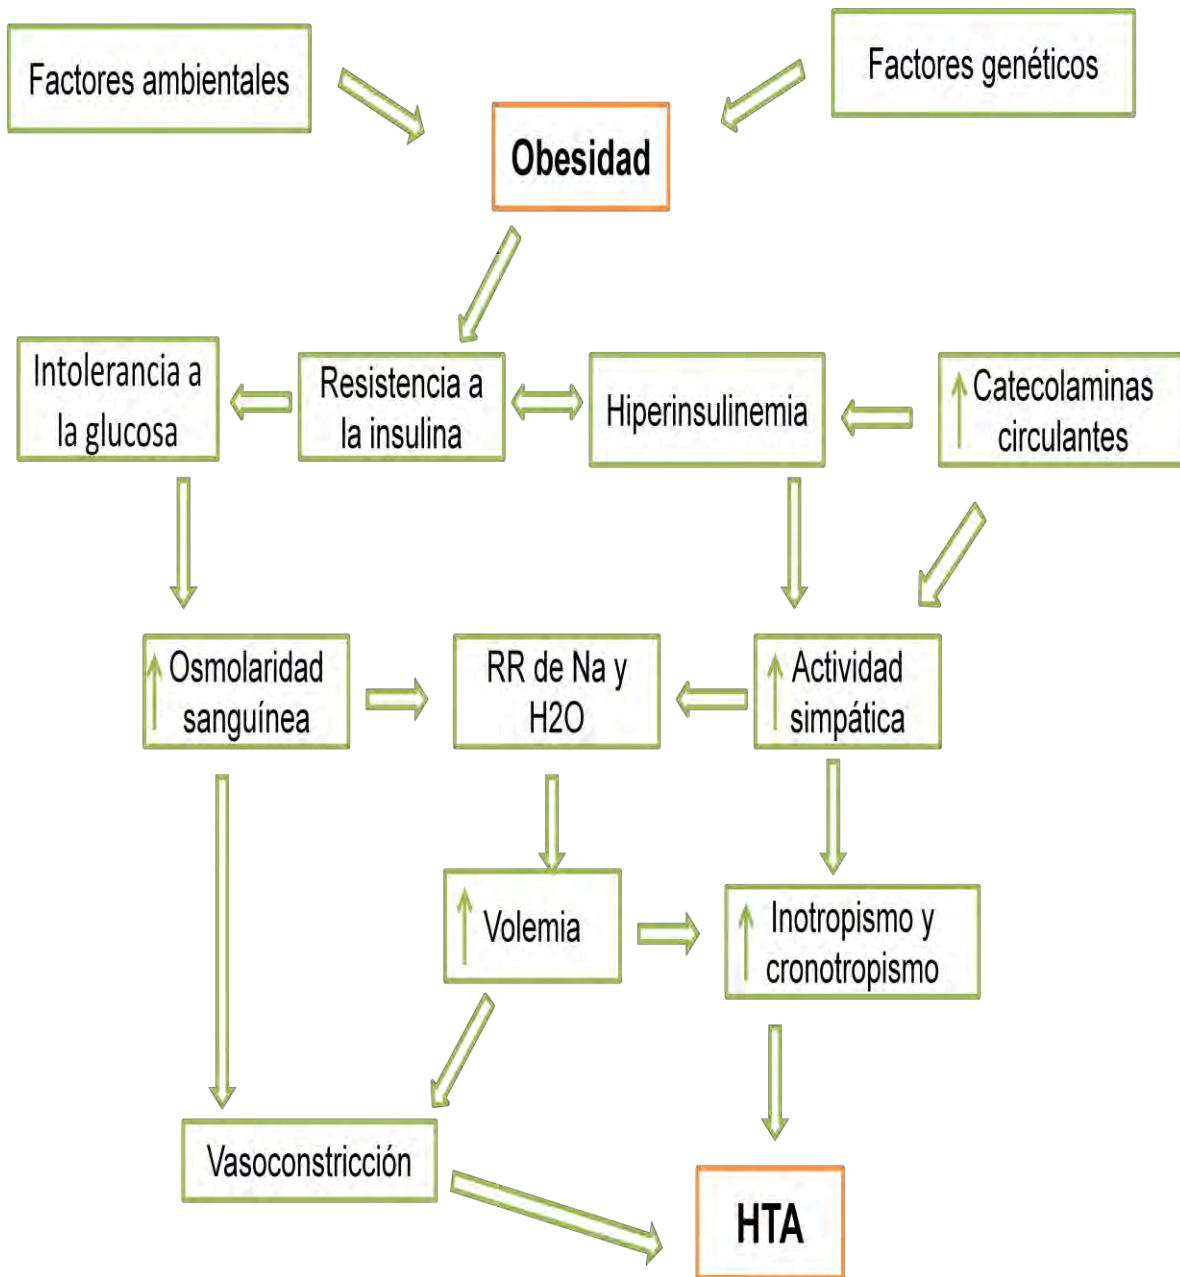 Factores ambientales
Factores genéticos
Obesidad
Intolerancia a
la glucosa
Resistencia a
la insulina
Hiperinsulinemia
Catecolaminas
circulantes
Osmolaridad
sanguínea
RR de Na y
H2O
Actividad
simpática
Volemia
Inotropismo y
cronotropismo
Vasoconstricción
HTA